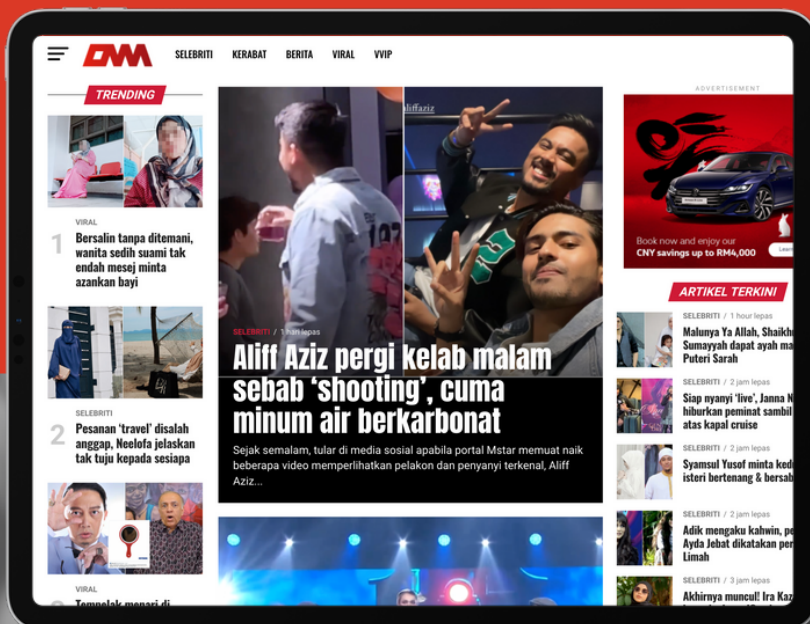 SELEBRITI KERABAT BERITA VIRAL VVIP
TRENDING
VIRAL
1
Bersalin tanpa ditemani,
wanita sedih suami tak
endah mesej minta
azankan bayi
SELEBRITI
2
Pesanan ‘travel’ disalah
anggap, Neelofa jelaskan
tak tuju kepada sesiapa
VIRAL
aliffaziz
SELEBRITI / 1 hari lepas
Aliff Aziz pergi kelab malam
sebab ‘shooting’, cuma
minum air berkarbonat
Sejak semalam, tular di media sosial apabila portal Mstar memuat naik
beberapa video memperlihatkan pelakon dan penyanyi terkenal, Aliff
Aziz...
ADVERTISEMENT
Book now and enjoy our
CNY savings up to RM4,000
ARTIKEL TERKINI
SELEBRITI / 1 hour lepas
Malunya Ya Allah, Shaikh
Sumayyah dapat ayah ma
Puteri Sarah
SELEBRITI / 2 jam lepas
Siap nyanyi ‘live’, Janna N
hiburkan peminat sambil
atas kapal cruise
SELEBRITI / 2 jam lepas
Syamsul Yusof minta ked
isteri bertenang & bersab
SELEBRITI / 2 jam lepas
Adik mengaku kahwin, pe
Ayda Jebat dikatakan per
Limah
SELEBRITI / 3 jam lepas
Akhirnya muncul! Ira Kaz